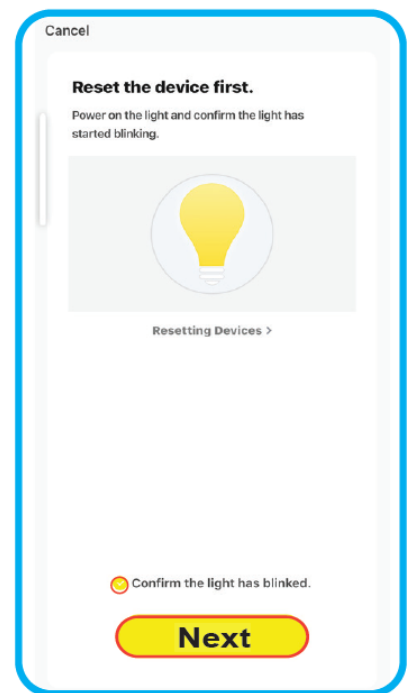 Cancel
Reset the device first.
Power on the light and confirm the light has
started blinking.
Resetting Devices >
Confirm the light has blinked.
Next